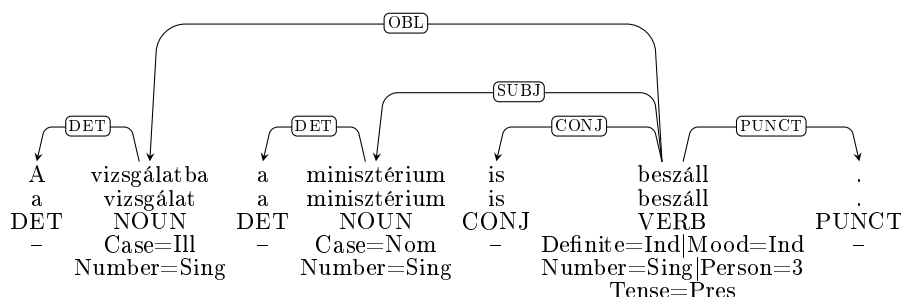 OBL
SUBJ
DET DET CONJ PUNCT
A vizsgálatba a minisztérium is beszáll .
a vizsgálat a minisztérium is beszáll .
DET NOUN DET NOUN CONJ VERB PUNCT
– Case=Ill – Case=Nom – Definite=Ind|Mood=Ind –
Number=Sing Number=Sing Number=Sing|Person=3
Tense=Pres